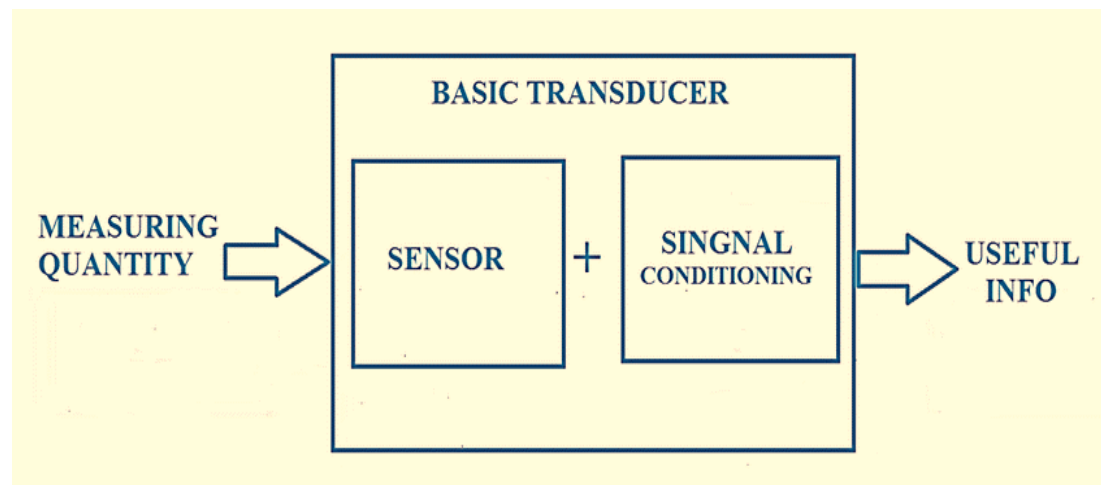 BASIC TRANSDUCER
MEASURING
QUANTITY
SENSOR
+
SINGNAL
CONDITIONING
USEFUL
INFO